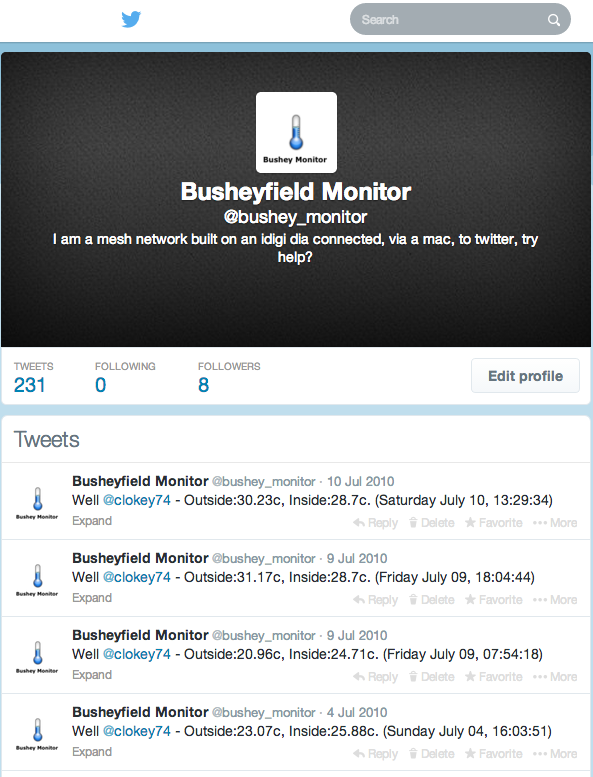 Search
Bushey Monitor
Busheyfield Monitor
@bushey_monitor
I am a mesh network built on an idigi dia connected, via a mac, to twitter, try
help?
TWEETS FOLLOWING FOLLOWERS
231 0 8
Edit profile
Tweets
Busheyfield Monitor @bushey_monitor · 10 Jul 2010
Well @clokey74 - Outside:30.23c, Inside:28.7c. (Saturday July 10, 13:29:34)
Bushey Monitor
Expand Reply Delete Favorite More
Busheyfield Monitor @bushey_monitor · 9 Jul 2010
Well @clokey74 - Outside:31.17c, Inside:28.7c. (Friday July 09, 18:04:44)
Bushey Monitor
Expand Reply Delete Favorite More
Busheyfield Monitor @bushey_monitor · 9 Jul 2010
Well @clokey74 - Outside:20.96c, Inside:24.71c. (Friday July 09, 07:54:18)
Bushey Monitor
Expand Reply Delete Favorite More
Busheyfield Monitor @bushey_monitor · 4 Jul 2010
Well @clokey74 - Outside:23.07c, Inside:25.88c. (Sunday July 04, 16:03:51)
Bushey Monitor
Expand Reply Delete Favorite More